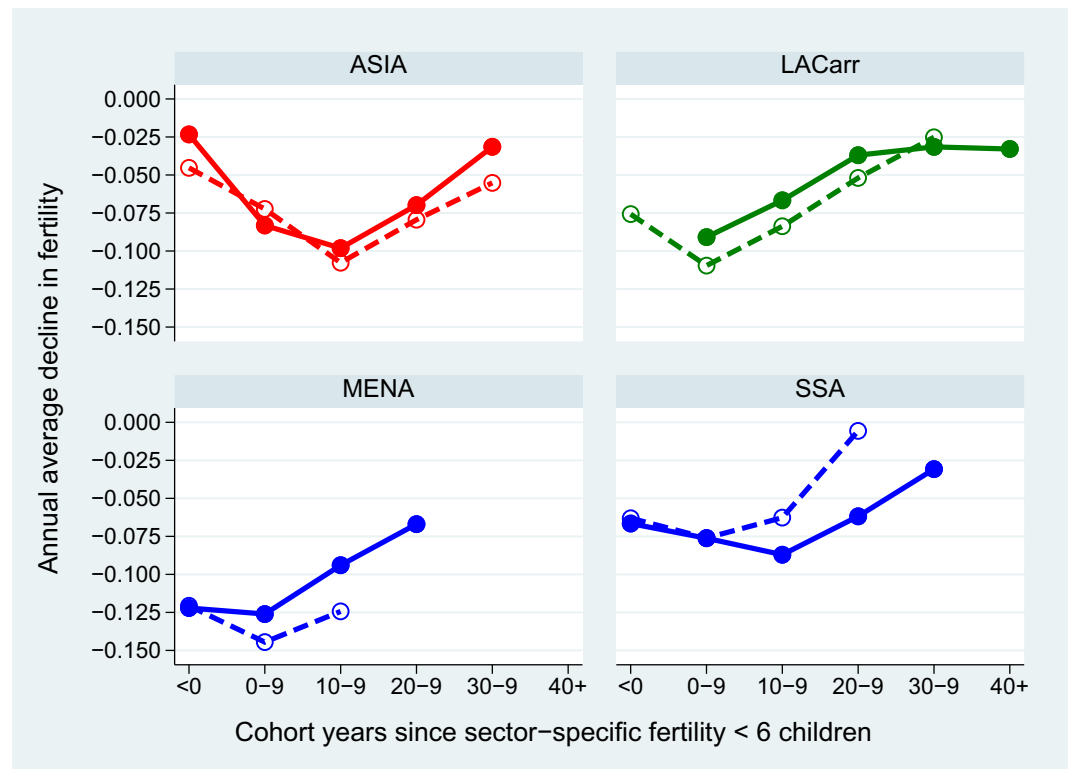 ASIA
LACarr
0.000
−0.025
−0.050
−0.075
−0.100
−0.125
−0.150
MENA
SSA
0.000
−0.025
−0.050
−0.075
−0.100
−0.125
−0.150
<0 0−9 10−9 20−9 30−9 40+
<0 0−9 10−9 20−9 30−9 40+
Annual average decline in fertility
Cohort years since sector−specific fertility < 6 children